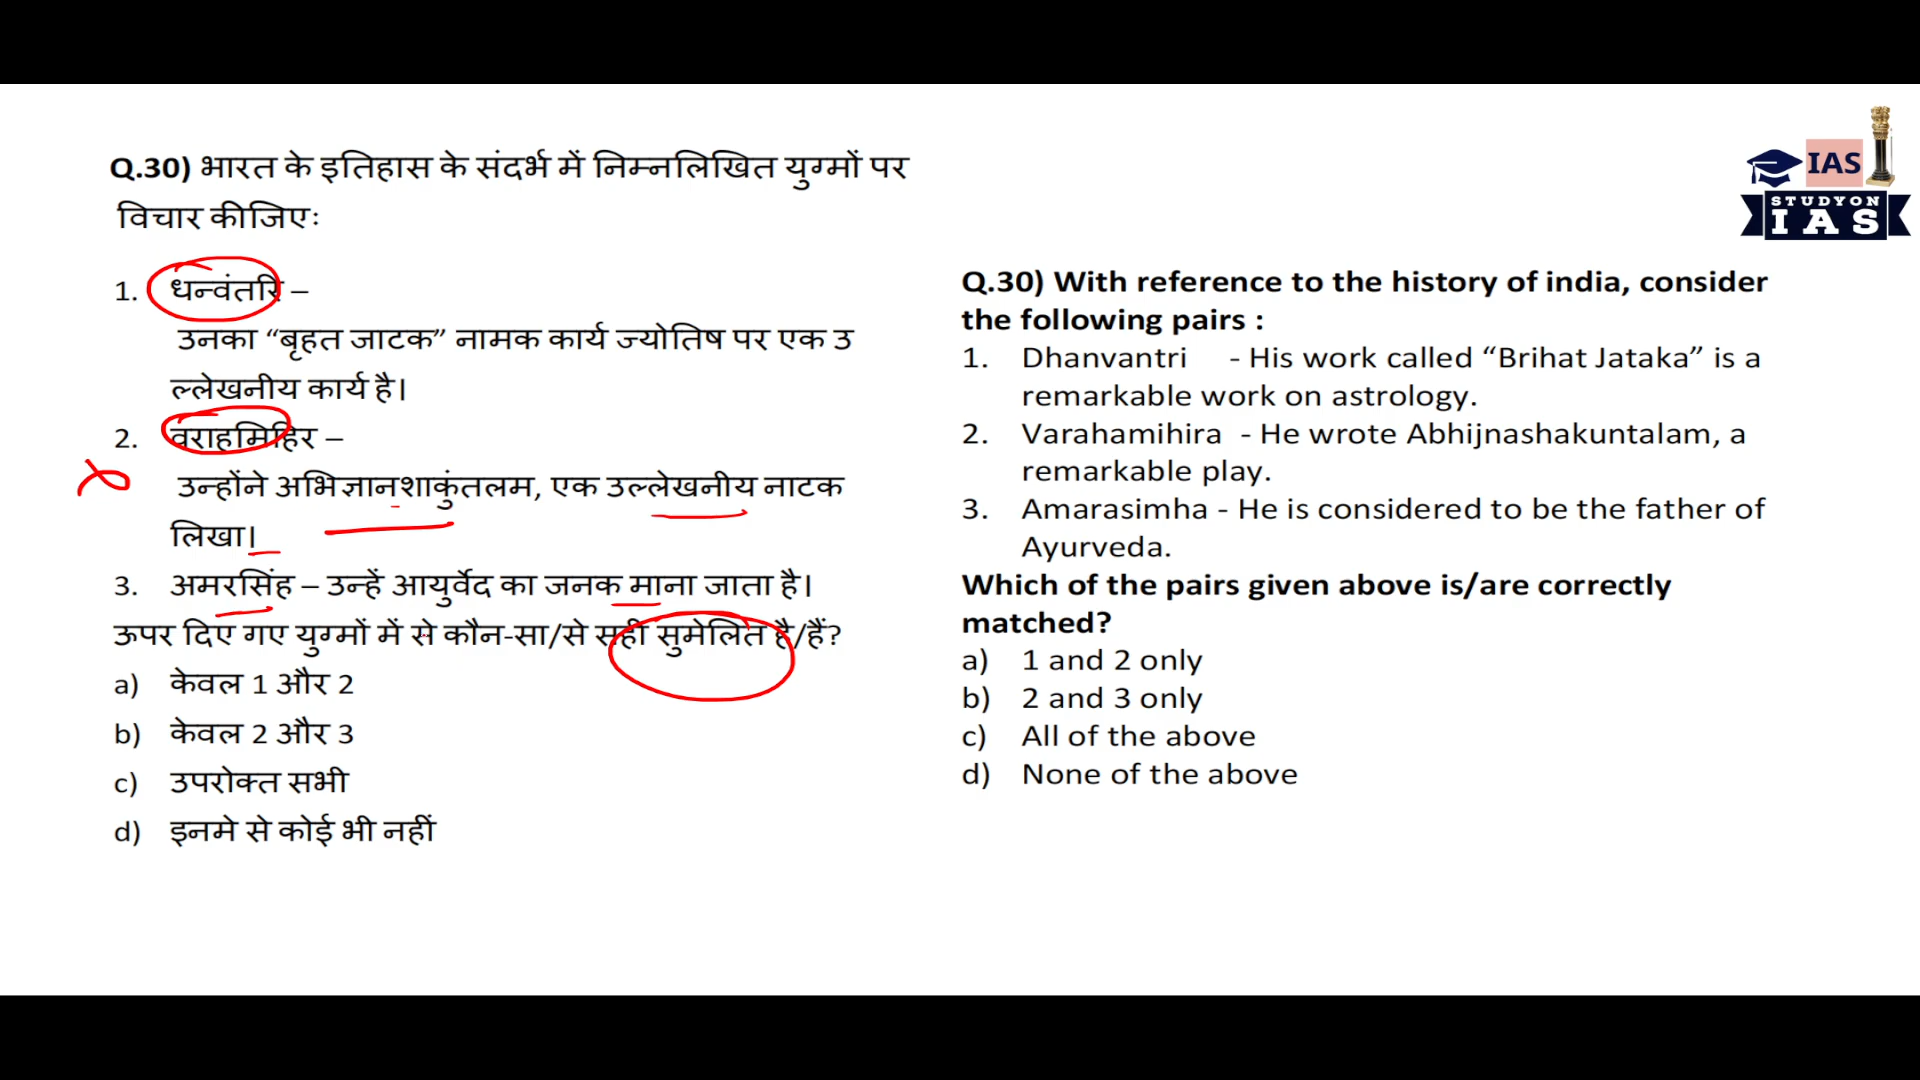 Q.30) भारत के इतिहास के संदर्भ में निम्नलिखित युग्मों पर
विचार कीजिएः
1. धन्वंतरि –
उनका “बृहत जाटक” नामक कार्य ज्योतिष पर एक उ
ल्लेखनीय कार्य है।
2. वराहमिहिर –
उन्होंने अभिज्ञानशाकुंतलम, एक उल्लेखनीय नाटक
लिखा।
3. अमरसिंह – उन्हें आयुर्वेद का जनक माना जाता है।
ऊपर दिए गए युग्मों में से कौन-सा/से सही सुमेलित है/हैं?
a) केवल 1 और 2
b) केवल 2 और 3
c) उपरोक्त सभी
d) इनमे से कोई भी नहीं
IAS
STUDYON
IAS
Q.30) With reference to the history of india, consider
the following pairs :
1. Dhanvantri - His work called “Brihat Jataka” is a
remarkable work on astrology.
2. Varahamihira - He wrote Abhijnashakuntalam, a
remarkable play.
3. Amarasimha - He is considered to be the father of
Ayurveda.
Which of the pairs given above is/are correctly
matched?
a) 1 and 2 only
b) 2 and 3 only
c) All of the above
d) None of the above